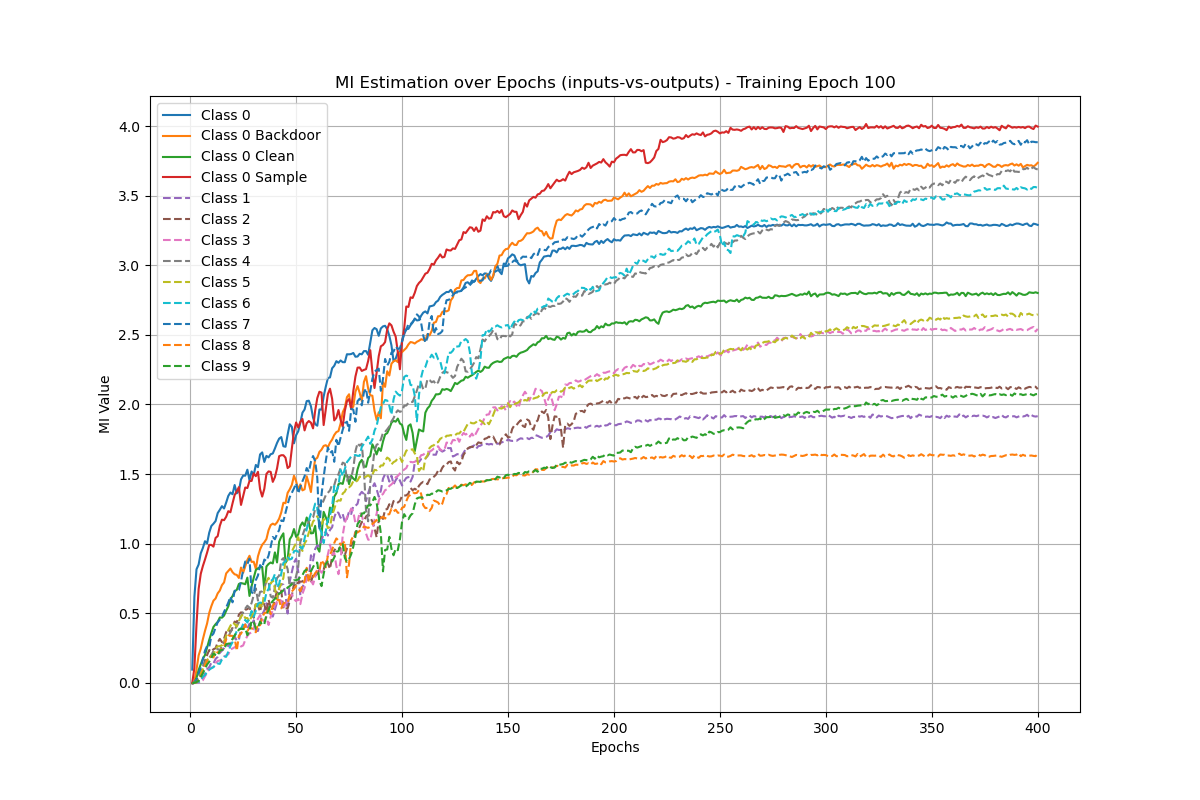 MI Estimation over Epochs (inputs-vs-outputs) - Training Epoch 100
Class 0
Class 0 Backdoor
Class 0 Clean
Class 0 Sample
Class 1
Class 2
Class 3
Class 4
Class 5
Class 6
Class 7
Class 8
Class 9
4.0
3.5
3.0
2.5
2.0
1.5
1.0
0.5
0.0
MI Value
0 50 100 150 200 250 300 350 400
Epochs